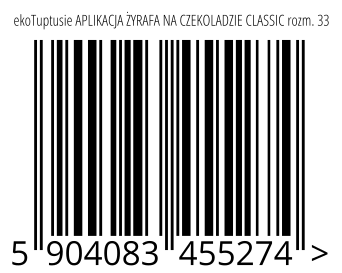 ekoTuptusie APLIKACJA ŻYRAFA NA CZEKOLADZIE CLASSIC rozm. 33
5 904083 455274 >